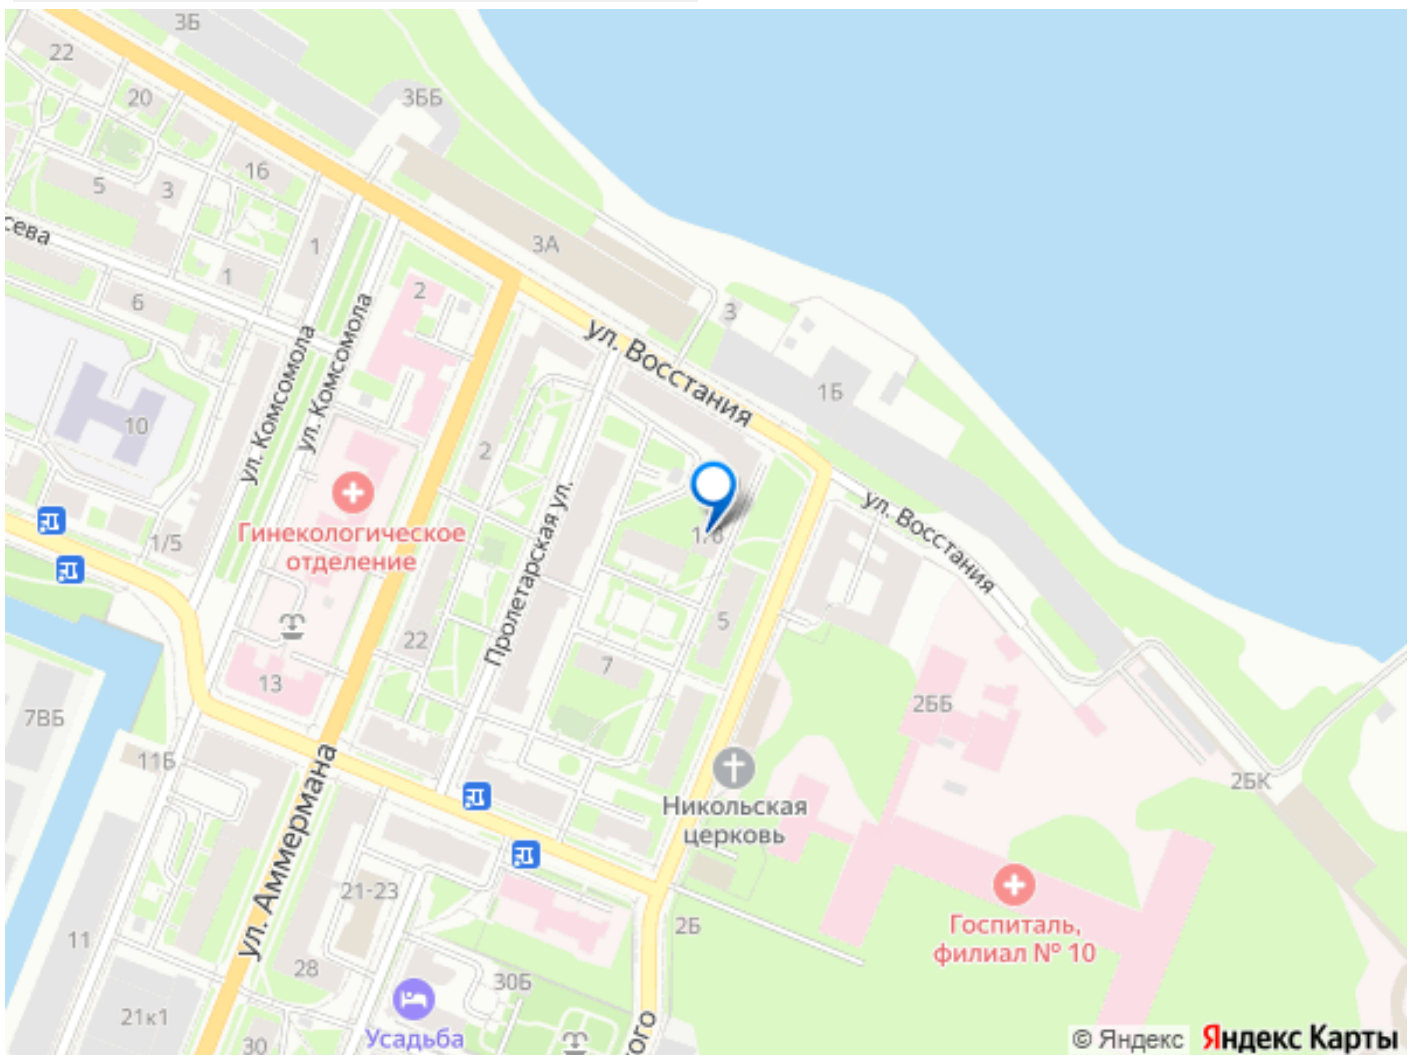 3Б
22
3ББ
20
16
5
3
сева
1
3А
1
2
6
3
ул. Восстания
1Б
ул. Комсомола
ул. Комсомола
10
2
ул. Восстания
Гинекологическое
отделение
Пролетарская ул.
1/5
5
22
7
13
2ББ
7ВБ
11Б
2БК
Никольская
церковь
ул. Аммермана
21-23
Госпиталь,
филиал № 10
2Б
11
28
30Б
21к1
Усадьба
30
ого
© Яндекс
Яндекс Карты